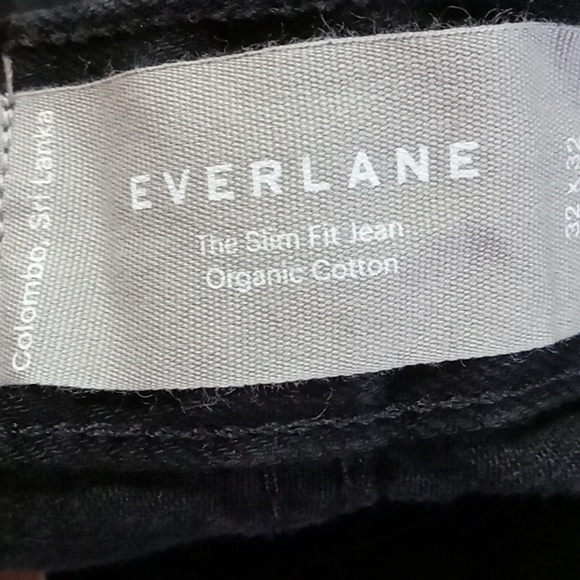 Colombo, Sri Lanka
EVERLANE
The Slim Fit Jean
Organic Cotton
32 x 32